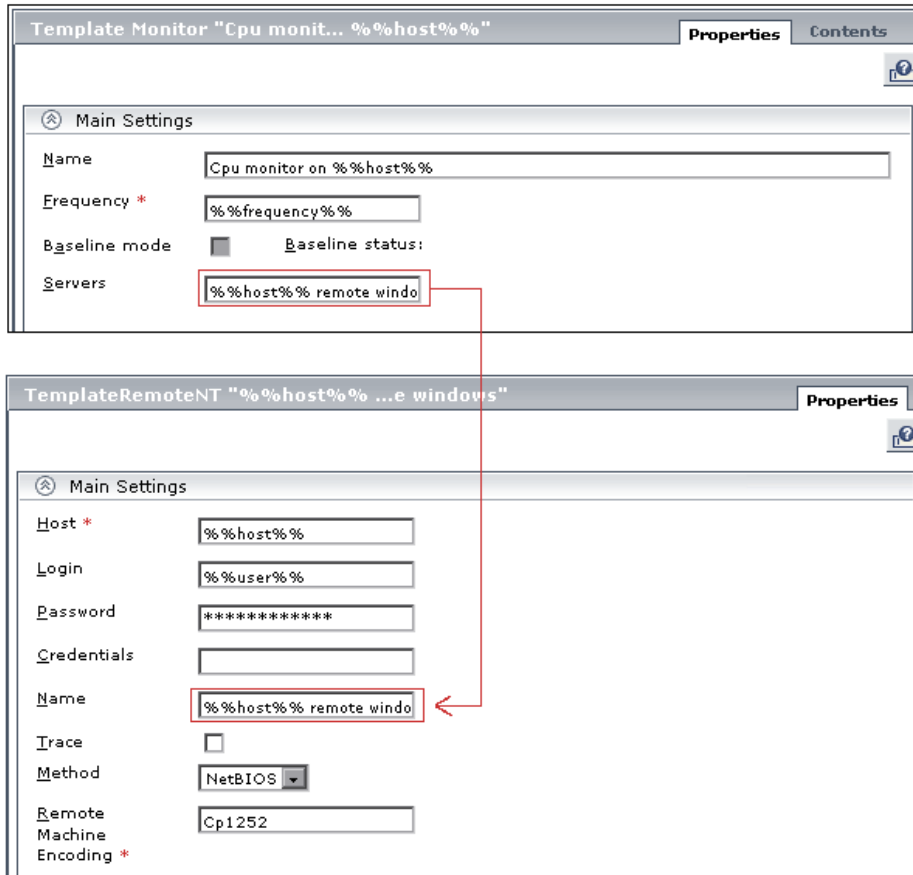 Template Monitor "Cpu monit... %%host%%"
Properties
Contents
Main Settings
Name
Cpu monitor on %%host%%
Frequency *
%%frequency%%
Baseline mode
Baseline status:
Servers
%%host%% remote windo
TemplateRemoteNT "%%host%% ...e windows"
Properties
Main Settings
Host *
%%host%%
Login
%%user%%
Password
************
Credentials
Name
%%host%% remote windo
Trace
Method
NetBIOS
Remote
Machine
Encoding *
Cp1252